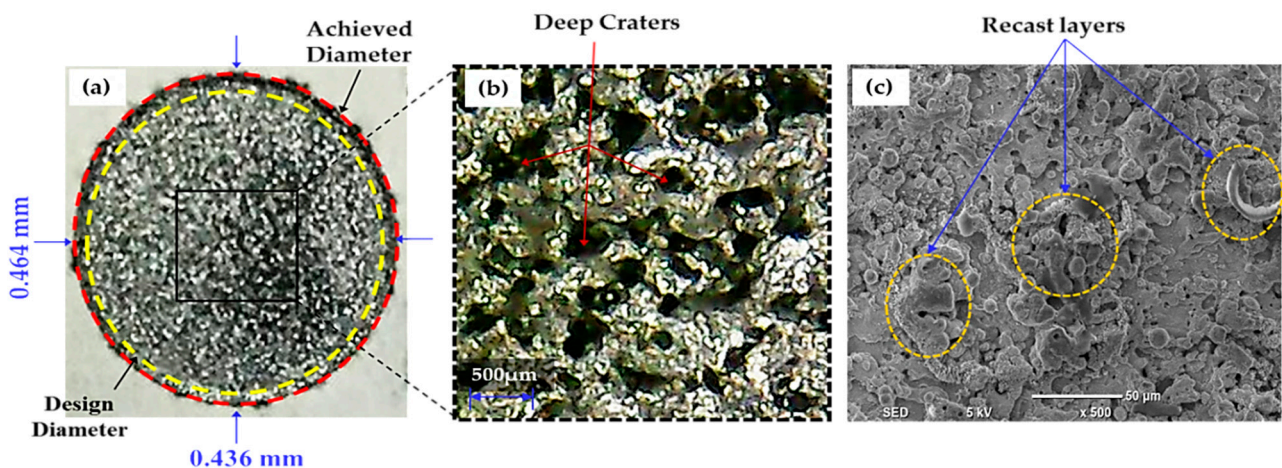 Achieved
Diameter
Deep Craters
Recast layers
(a)
(b)
(c)
0.464 mm
Design
Diameter
0.436 mm
500µm
SED
5 kV
x 500
50 µm